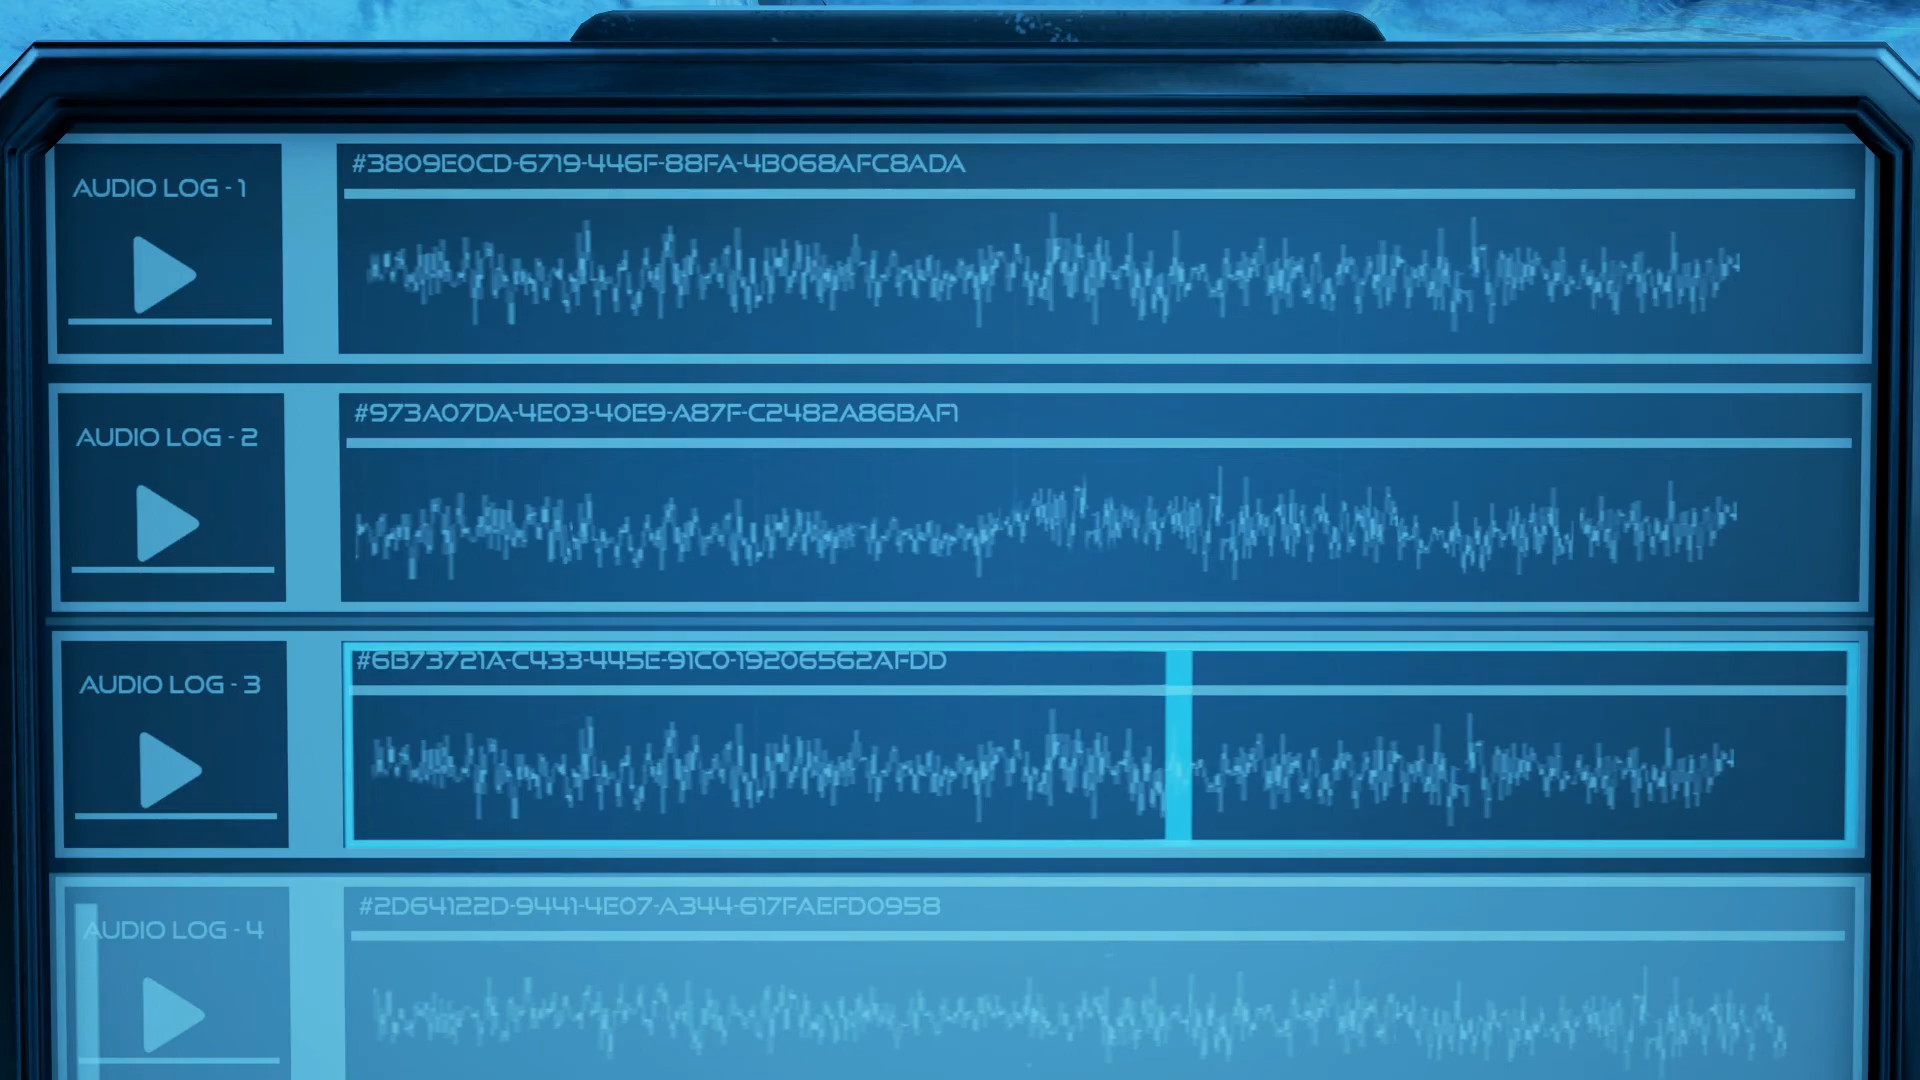 #3809E0CD-6719-446F-88FA-4B068AFC8ADA
AUDIO LOG - 1
#973A07DA-4E03-40E9-A87F-C2482A86BAF1
AUDIO LOG - 2
#6B73721A-C433-445E-91C0-19206562AFDD
AUDIO LOG - 3
#2D64122D-9441-4E07-A344-617FAEFD0958
AUDIO LOG - 4